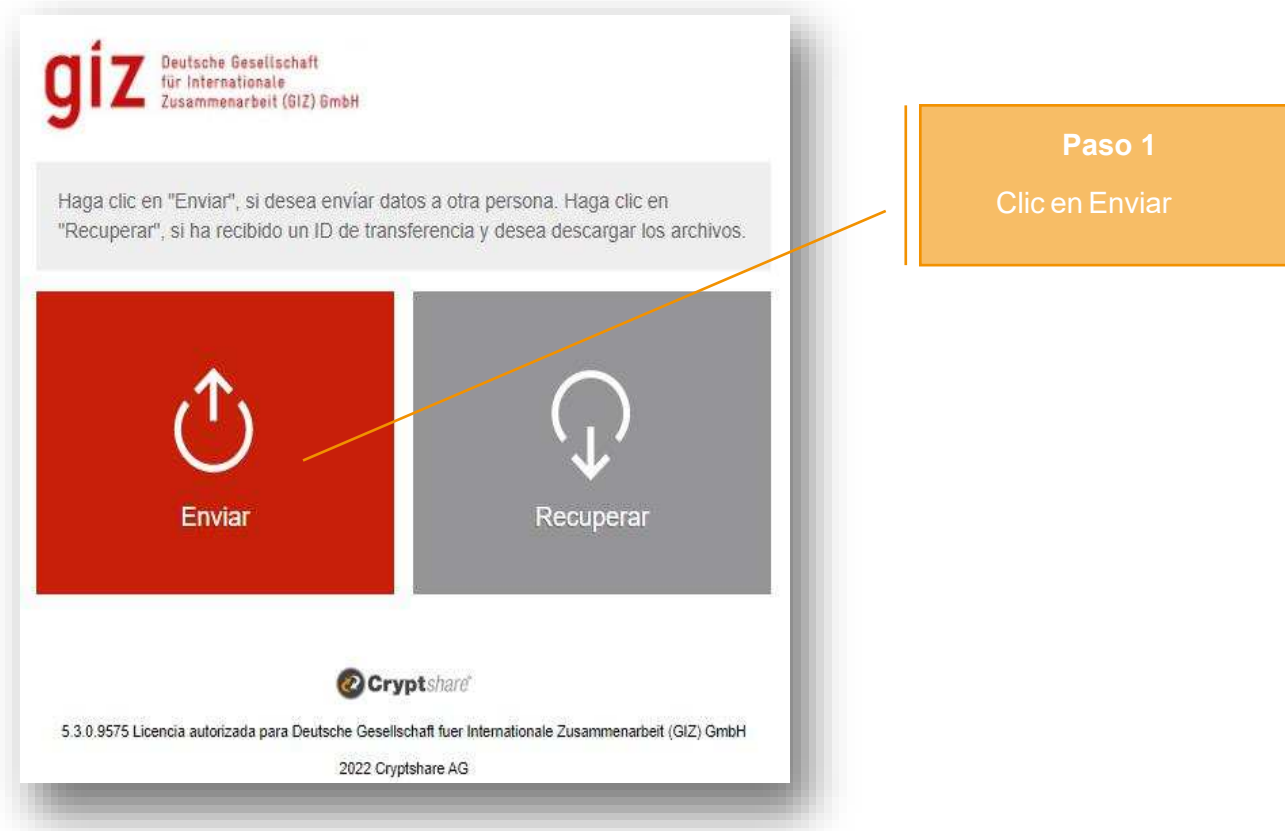 giz
Deutsche Gesellschaft
für Internationale
Zusammenarbeit (GIZ) GmbH
Haga clic en "Enviar", si desea envíar datos a otra persona. Haga clic en
"Recuperar", si ha recibido un ID de transferencia y desea descargar los archivos.
Enviar
Recuperar
Cryptshare
5.3.0.9575 Licencia autorizada para Deutsche Gesellschaft fuer Internationale Zusammenarbeit (GIZ) GmbH
2022 Cryptshare AG
Paso 1
Clic en Enviar